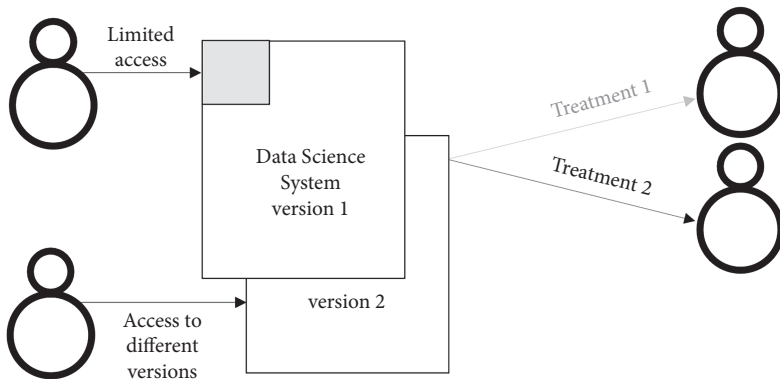 Limited
access
Data Science
System
version 1
Treatment 1
Treatment 2
version 2
Access to
different
versions